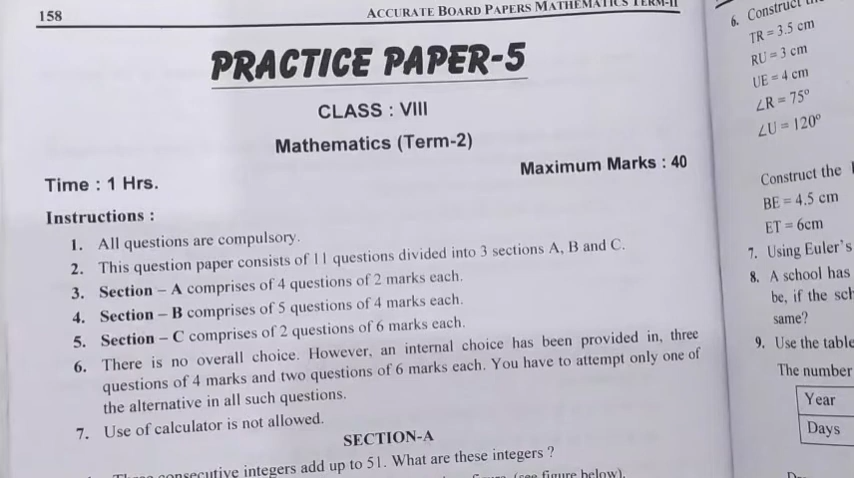 158
ACCURATE BOARD PAPERS MATHEMATICS TERM-II
PRACTICE PAPER-5
CLASS : VIII
Mathematics (Term-2)
Time : 1 Hrs.
Maximum Marks : 40
Instructions :
1. All questions are compulsory.
2. This question paper consists of 11 questions divided into 3 sections A, B and C.
3. Section – A comprises of 4 questions of 2 marks each.
4. Section – B comprises of 5 questions of 4 marks each.
5. Section – C comprises of 2 questions of 6 marks each.
6. There is no overall choice. However, an internal choice has been provided in, three
questions of 4 marks and two questions of 6 marks each. You have to attempt only one of
the alternative in all such questions.
7. Use of calculator is not allowed.
SECTION-A
consecutive integers add up to 51. What are these integers ?
(see figure below).
6. Construct
TR = 3.5 cm
RU = 3 cm
UE = 4 cm
∠R = 75°
∠U = 120°
Construct the
BE = 4.5 cm
ET = 6cm
7. Using Euler's
8. A school has
be, if the sch
same?
9. Use the table
The number
Year
Days